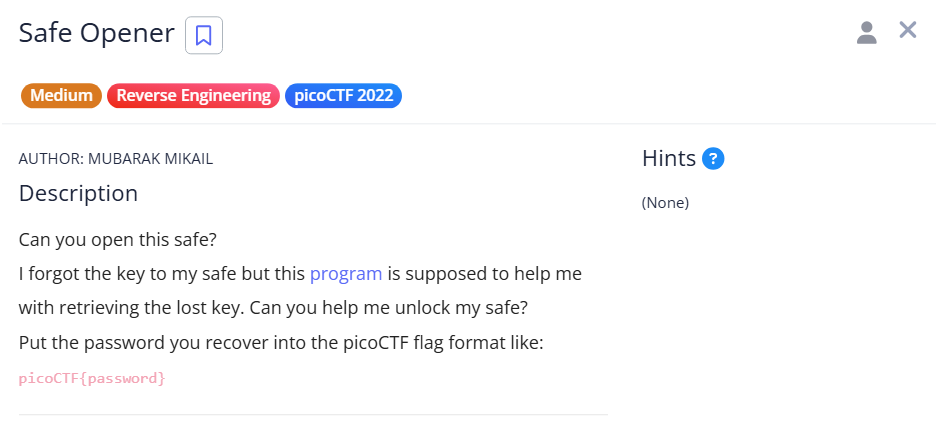 Safe Opener
Medium Reverse Engineering picoCTF 2022
AUTHOR: MUBARAK MIKAIL
Description
Can you open this safe?
I forgot the key to my safe but this program is supposed to help me
with retrieving the lost key. Can you help me unlock my safe?
Put the password you recover into the picoCTF flag format like:
picoCTF{password}
Hints ?
(None)